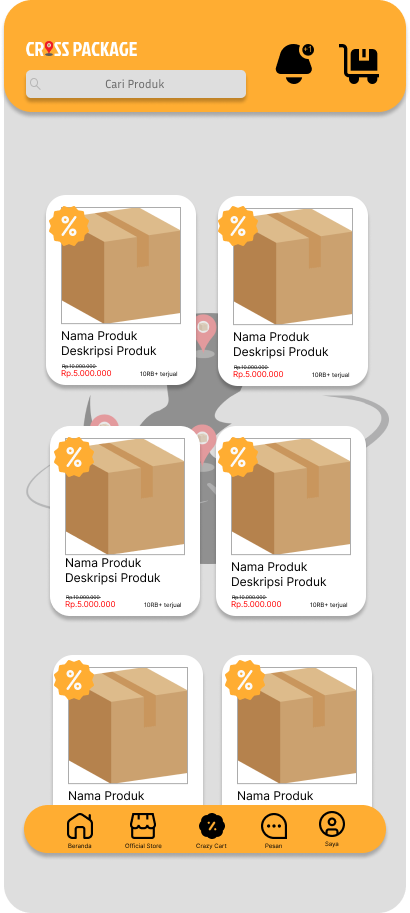 CROSS PACKAGE
+1
Cari Produk
%
%
Nama Produk
Deskripsi Produk
Rp.10.000.000
Rp.5.000.000
10RB+ terjual
Nama Produk
Deskripsi Produk
Rp.10.000.000
Rp.5.000.000
10RB+ terjual
%
%
Nama Produk
Deskripsi Produk
Rp.10.000.000
Rp.5.000.000
10RB+ terjual
Nama Produk
Deskripsi Produk
Rp.10.000.000
Rp.5.000.000
10RB+ terjual
%
%
Nama Produk
Nama Produk
Beranda
Official Store
Crazy Cart
Pesan
Saya